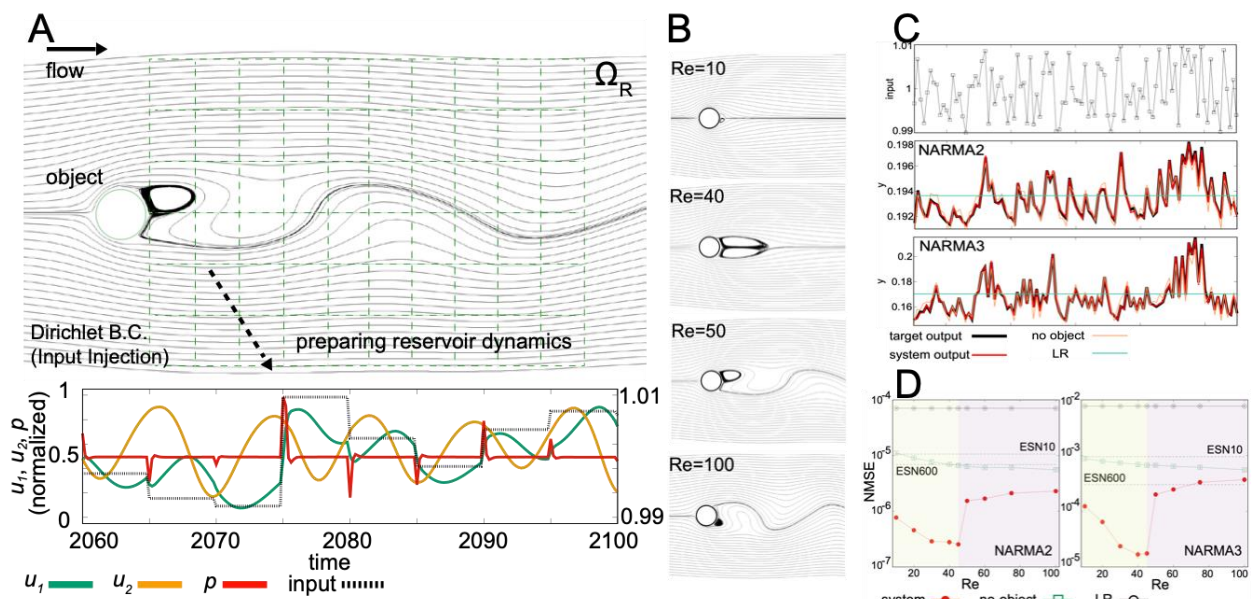 A
flow
Ω_R
object
Dirichlet B.C.
(Input Injection)
preparing reservoir dynamics
u₁, u₂, p
(normalized)
1
0.5
0
1.01
0.99
2060 2070 2080 2090 2100
time
u₁ u₂ p input
B
Re=10
Re=40
Re=50
Re=100
C
input
1.01
1
0.99
NARMA2
y
0.198
0.196
0.194
0.192
NARMA3
y
0.2
0.16
target output no object
system output LR
D
NMSE
10⁻⁴
10⁻⁵
10⁻⁶
10⁻⁷
ESN10
ESN600
NARMA2
20 40 60 80 100
Re
10⁻²
10⁻³
10⁻⁴
10⁻⁵
ESN10
ESN600
NARMA3
20 40 60 80 100
Re
system no object LR